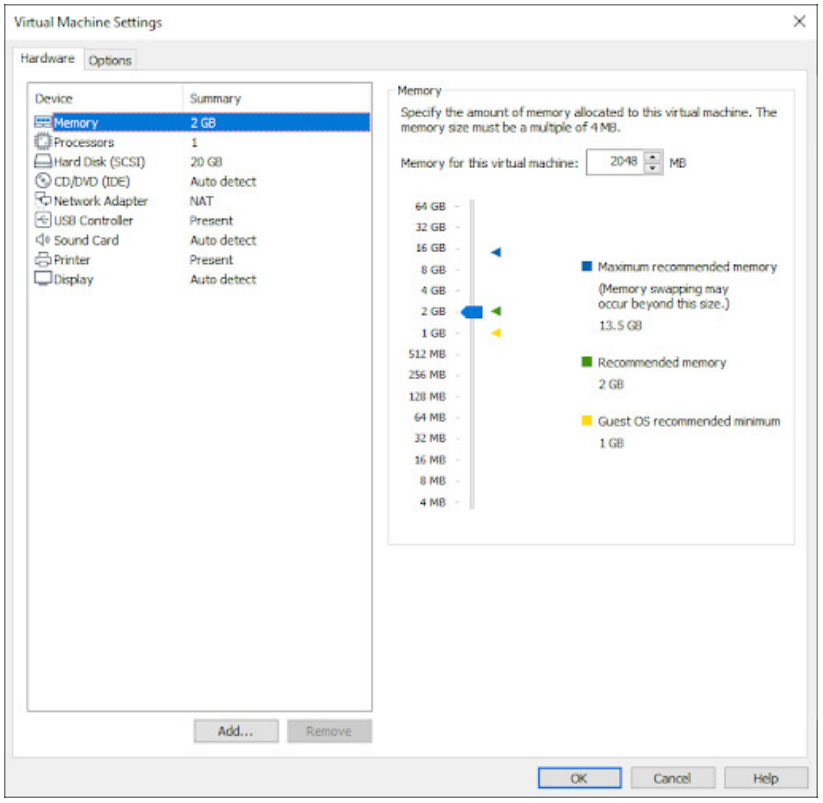 Virtual Machine Settings
Hardware
Options
Device Summary
Memory 2 GB
Processors 1
Hard Disk (SCSI) 20 GB
CD/DVD (IDE) Auto detect
Network Adapter NAT
USB Controller Present
Sound Card Auto detect
Printer Present
Display Auto detect
Add...
Remove
Memory
Specify the amount of memory allocated to this virtual machine. The
memory size must be a multiple of 4 MB.
Memory for this virtual machine: 2048 MB
64 GB
32 GB
16 GB
8 GB
4 GB
2 GB
1 GB
512 MB
256 MB
128 MB
64 MB
32 MB
16 MB
8 MB
4 MB
Maximum recommended memory
(Memory swapping may
occur beyond this size.)
13.5 GB
Recommended memory
2 GB
Guest OS recommended minimum
1 GB
OK
Cancel
Help